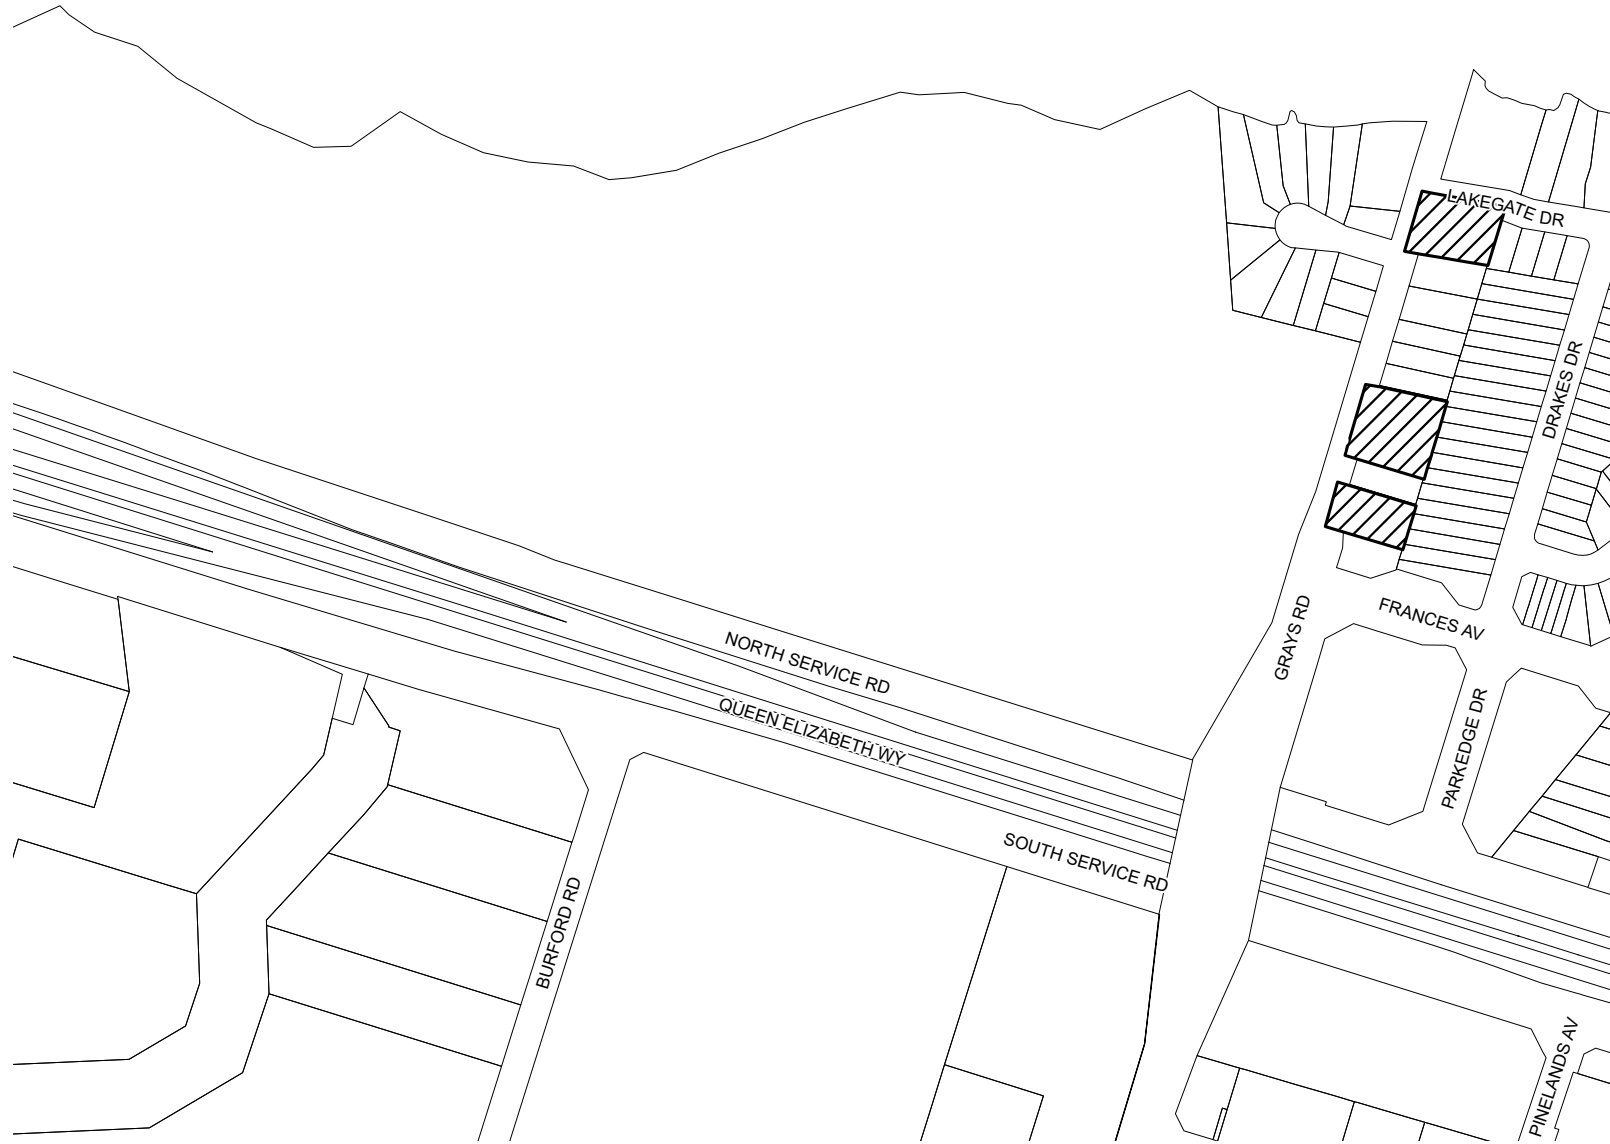 LAKEGATE DR
DRAKES DR
FRANCES AV
GRAYS RD
NORTH SERVICE RD
QUEEN ELIZABETH WY
PARKEDGE DR
SOUTH SERVICE RD
BURFORD RD
PINELANDS AV